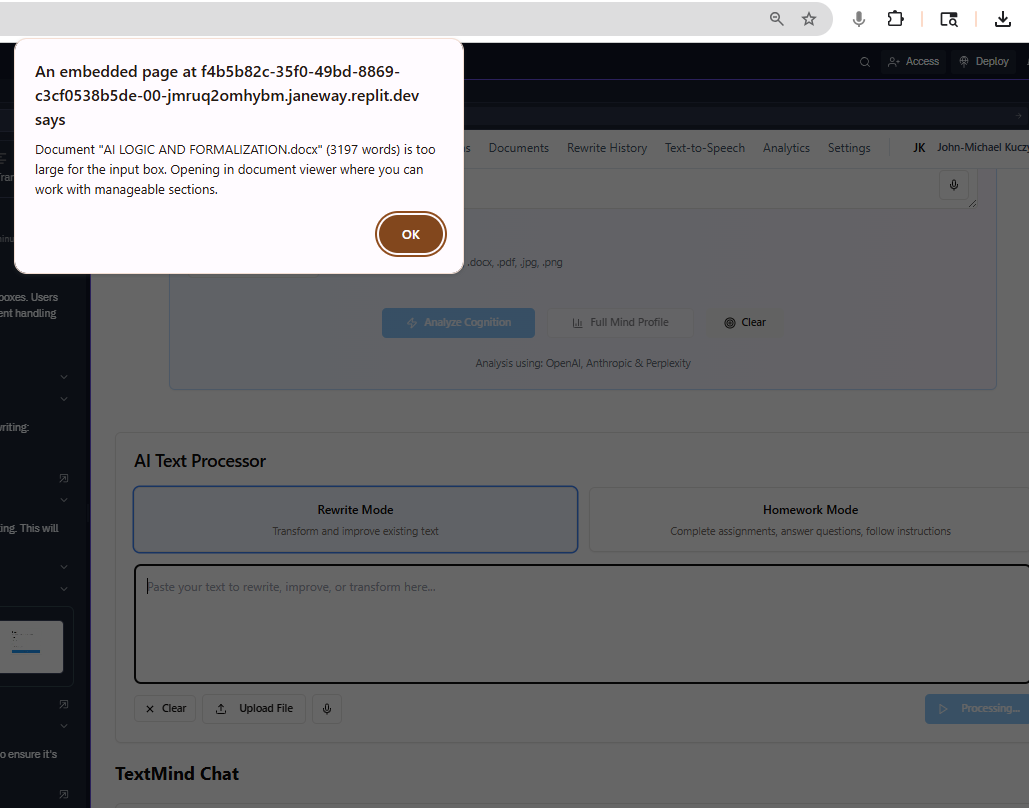 An embedded page at f4b5b82c-35f0-49bd-8869-
c3cf0538b5de-00-jmruq2omhybm.janeway.replit.dev
says
Document "AI LOGIC AND FORMALIZATION.docx" (3197 words) is too
large for the input box. Opening in document viewer where you can
work with manageable sections.
OK
Access
Deploy
Documents
Rewrite History
Text-to-Speech
Analytics
Settings
JK
John-Michael Kuczy
.docx, .pdf, .jpg, .png
boxes. Users
ent handling
Analyze Cognition
Full Mind Profile
Clear
Analysis using: OpenAI, Anthropic & Perplexity
writing:
AI Text Processor
Rewrite Mode
Homework Mode
Transform and improve existing text
Complete assignments, answer questions, follow instructions
ing. This will
Paste your text to rewrite, improve, or transform here...
Clear
Upload File
Processing...
o ensure it's
TextMind Chat